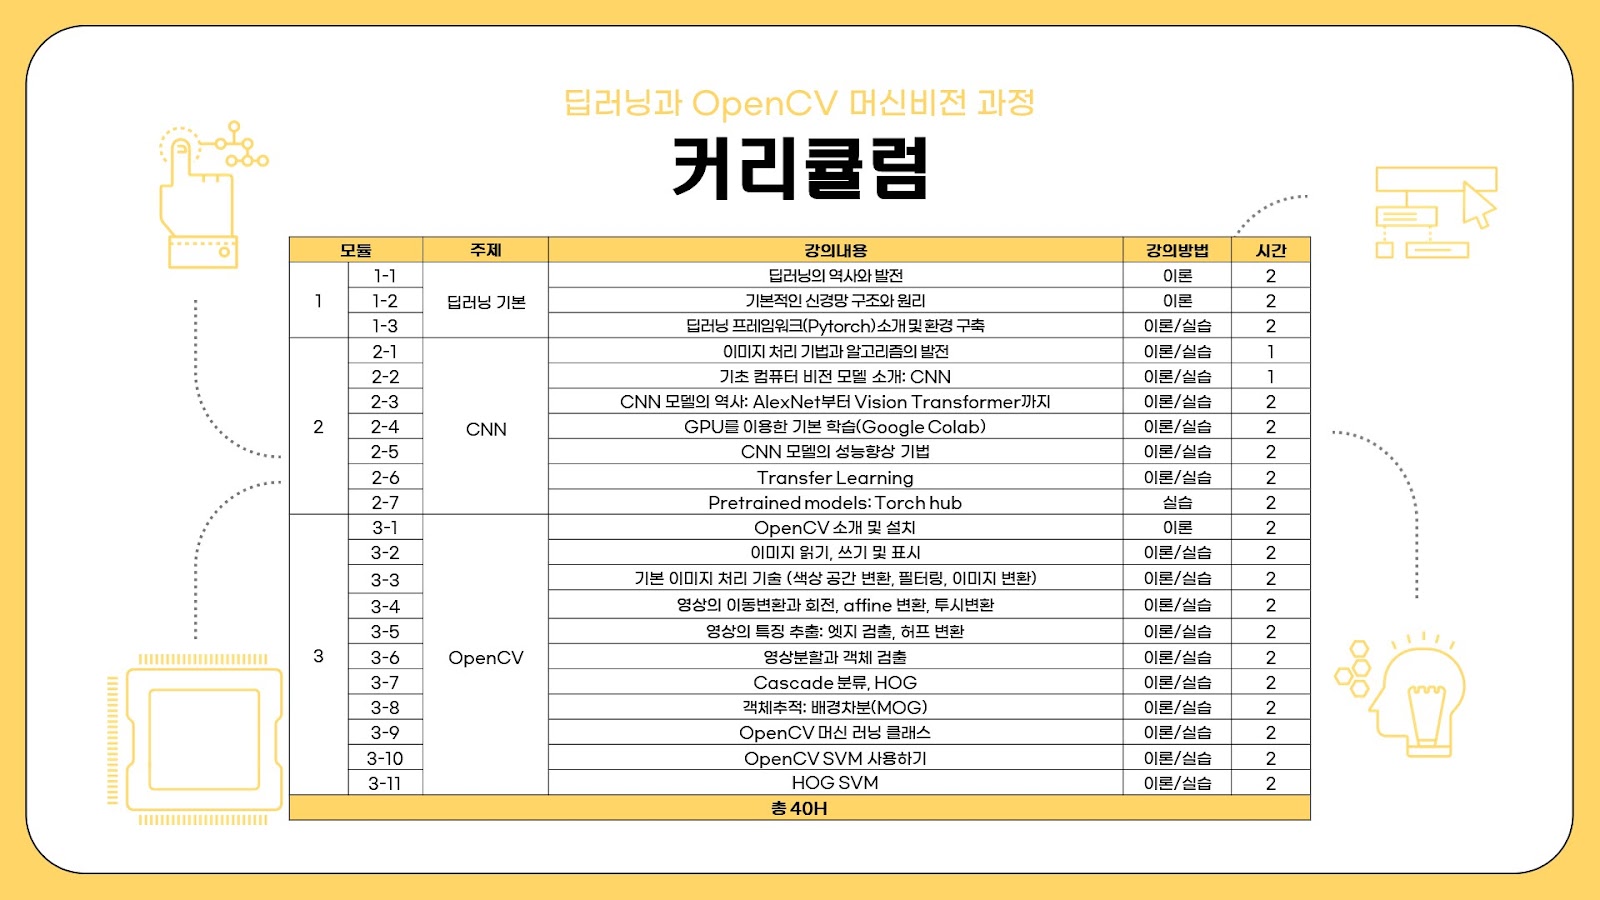 딥러닝과 OpenCV 머신비전 과정
커리큘럼
모듈 주제 강의내용 강의방법 시간
1 딥러닝 기본
1-1 딥러닝의 역사와 발전 이론 2
1-2 기본적인 신경망 구조와 원리 이론 2
1-3 딥러닝 프레임워크(Pytorch)소개 및 환경 구축 이론/실습 2
2 CNN
2-1 이미지 처리 기법과 알고리즘의 발전 이론/실습 1
2-2 기초 컴퓨터 비전 모델 소개: CNN 이론/실습 1
2-3 CNN 모델의 역사: AlexNet부터 Vision Transformer까지 이론/실습 2
2-4 GPU를 이용한 기본 학습(Google Colab) 이론/실습 2
2-5 CNN 모델의 성능향상 기법 이론/실습 2
2-6 Transfer Learning 이론/실습 2
2-7 Pretrained models: Torch hub 실습 2
3 OpenCV
3-1 OpenCV 소개 및 설치 이론 2
3-2 이미지 읽기, 쓰기 및 표시 이론/실습 2
3-3 기본 이미지 처리 기술 (색상 공간 변환, 필터링, 이미지 변환) 이론/실습 2
3-4 영상의 이동변환과 회전, affine 변환, 투시변환 이론/실습 2
3-5 영상의 특징 추출: 엣지 검출, 허프 변환 이론/실습 2
3-6 영상분할과 객체 검출 이론/실습 2
3-7 Cascade 분류, HOG 이론/실습 2
3-8 객체추적: 배경차분(MOG) 이론/실습 2
3-9 OpenCV 머신 러닝 클래스 이론/실습 2
3-10 OpenCV SVM 사용하기 이론/실습 2
3-11 HOG SVM 이론/실습 2
총 40H